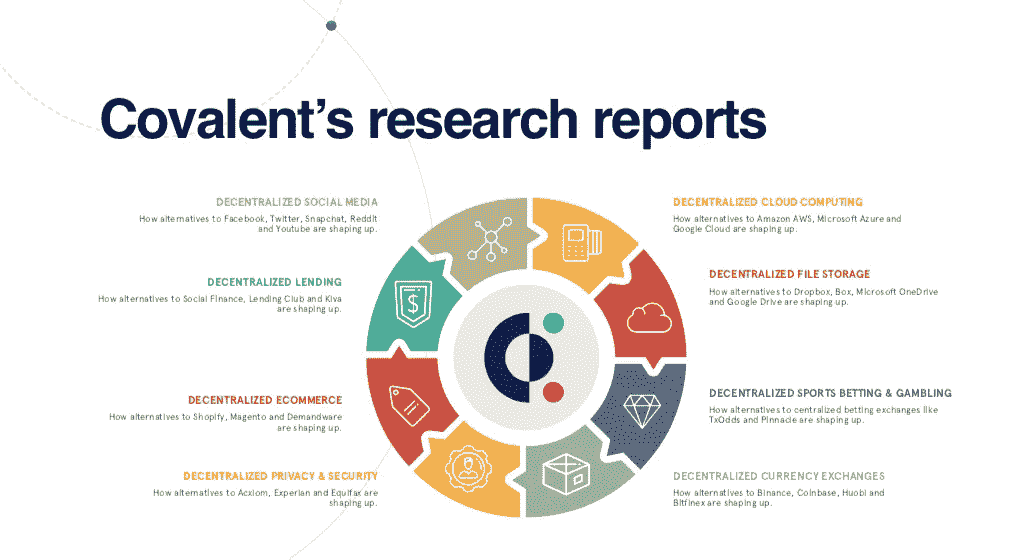 Covalent's research reports
DECENTRALIZED SOCIAL MEDIA
How alternatives to Facebook, Twitter, Snapchat, Reddit
and Youtube are shaping up.
DECENTRALIZED LENDING
How alternatives to Social Finance, Lending Club and Kiva
are shaping up.
DECENTRALIZED ECOMMERCE
How alternatives to Shopify, Magento and Demandware
are shaping up.
DECENTRALIZED PRIVACY & SECURITY
How alternatives to Acxiom, Experian and Equifax are
shaping up.
DECENTRALIZED CLOUD COMPUTING
How alternatives to Amazon AWS, Microsoft Azure and
Google Cloud are shaping up.
DECENTRALIZED FILE STORAGE
How alternatives to Dropbox, Box, Microsoft OneDrive
and Google Drive are shaping up.
DECENTRALIZED SPORTS BETTING & GAMBLING
How alternatives to centralized betting exchanges like
TxOdds and Pinnacle are shaping up.
DECENTRALIZED CURRENCY EXCHANGES
How alternatives to Binance, Coinbase, Huobi and
Bitfinex are shaping up.
$